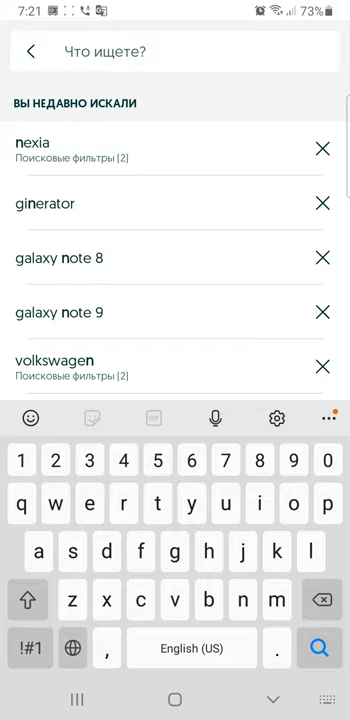 7:21 73%
Что ищете?
ВЫ НЕДАВНО ИСКАЛИ
nexia
Поисковые фильтры (2)
ginerator
galaxy note 8
galaxy note 9
volkswagen
Поисковые фильтры (2)
GIF
1 2 3 4 5 6 7 8 9 0
q w e r t y u i o p
a s d f g h j k l
z x c v b n m
!#1 , English (US) .